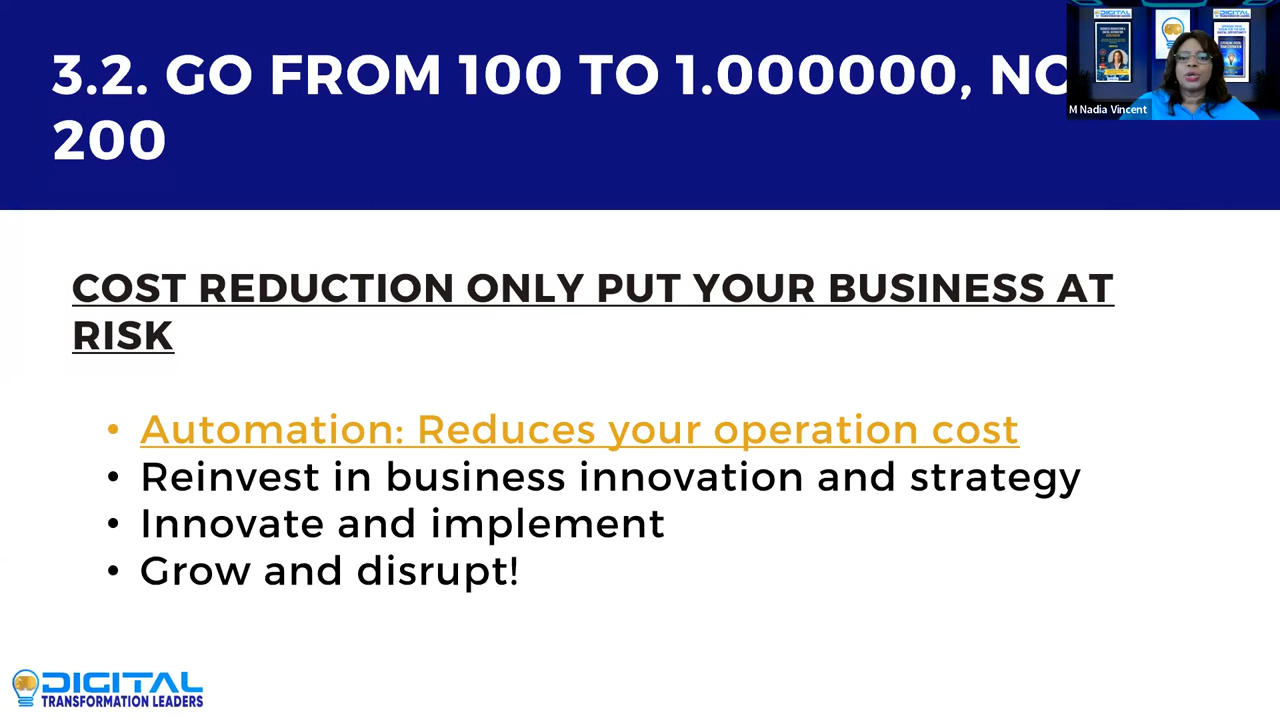 3.2. GO FROM 100 TO 1.000000, NO
200
M Nadia Vincent
COST REDUCTION ONLY PUT YOUR BUSINESS AT
RISK
• Automation: Reduces your operation cost
• Reinvest in business innovation and strategy
• Innovate and implement
• Grow and disrupt!
DIGITAL
TRANSFORMATION LEADERS